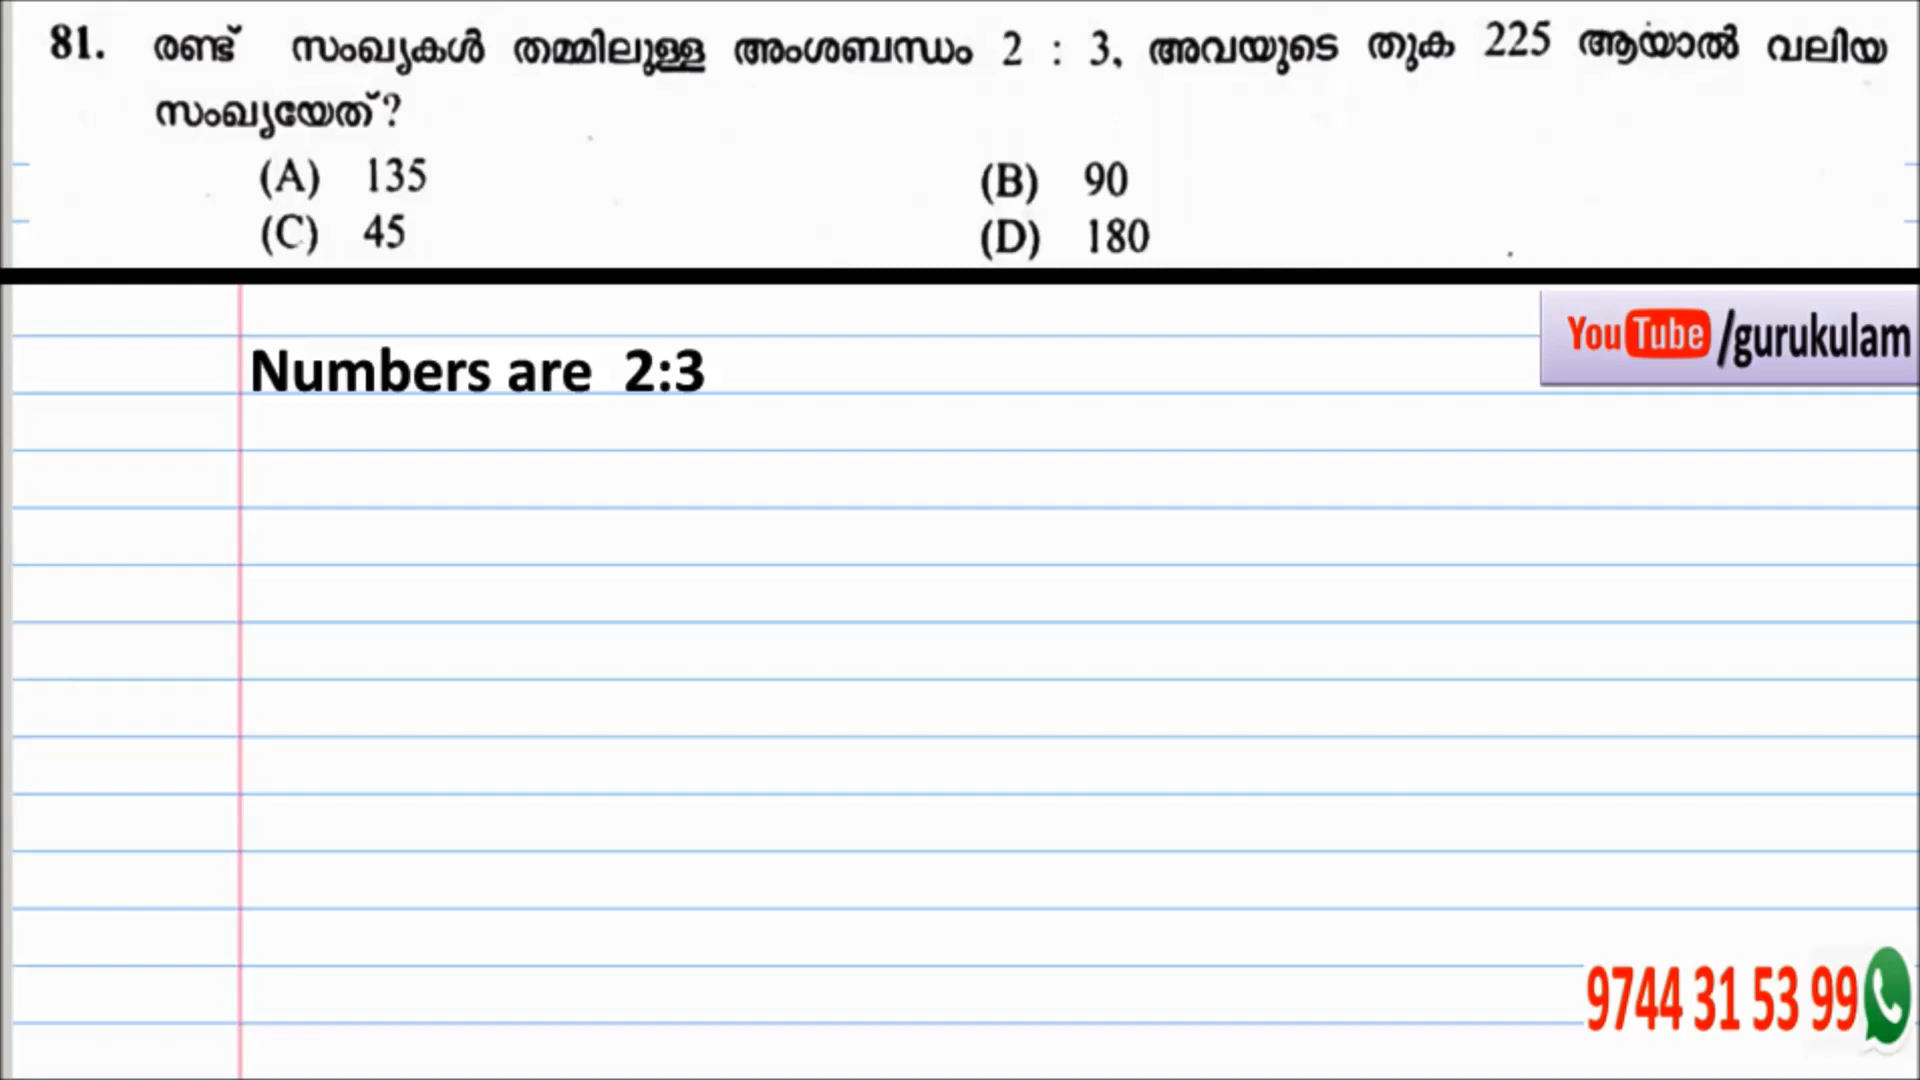 81. രണ്ട് സംഖ്യകൾ തമ്മിലുള്ള അംശബന്ധം 2 : 3, അവയുടെ തുക 225 ആയാൽ വലിയ
സംഖ്യയേത്?
(A) 135 (B) 90
(C) 45 (D) 180
YouTube/gurukulam
Numbers are 2:3
9744 31 53 99